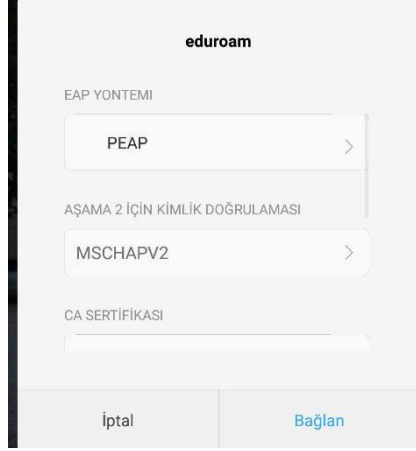 eduroam
EAP YONTEMI
PEAP
AŞAMA 2 İÇİN KİMLİK DOĞRULAMASI
MSCHAPV2
CA SERTİFİKASI
İptal
Bağlan